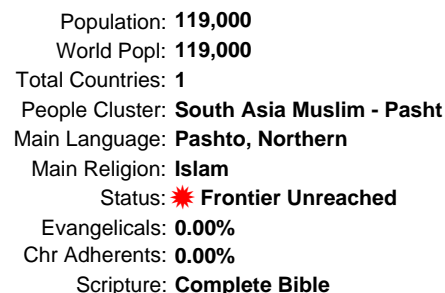 Population: 119,000
World Popl: 119,000
Total Countries: 1
People Cluster: South Asia Muslim - Pasht
Main Language: Pashto, Northern
Main Religion: Islam
Status: Frontier Unreached
Evangelicals: 0.00%
Chr Adherents: 0.00%
Scripture: Complete Bible